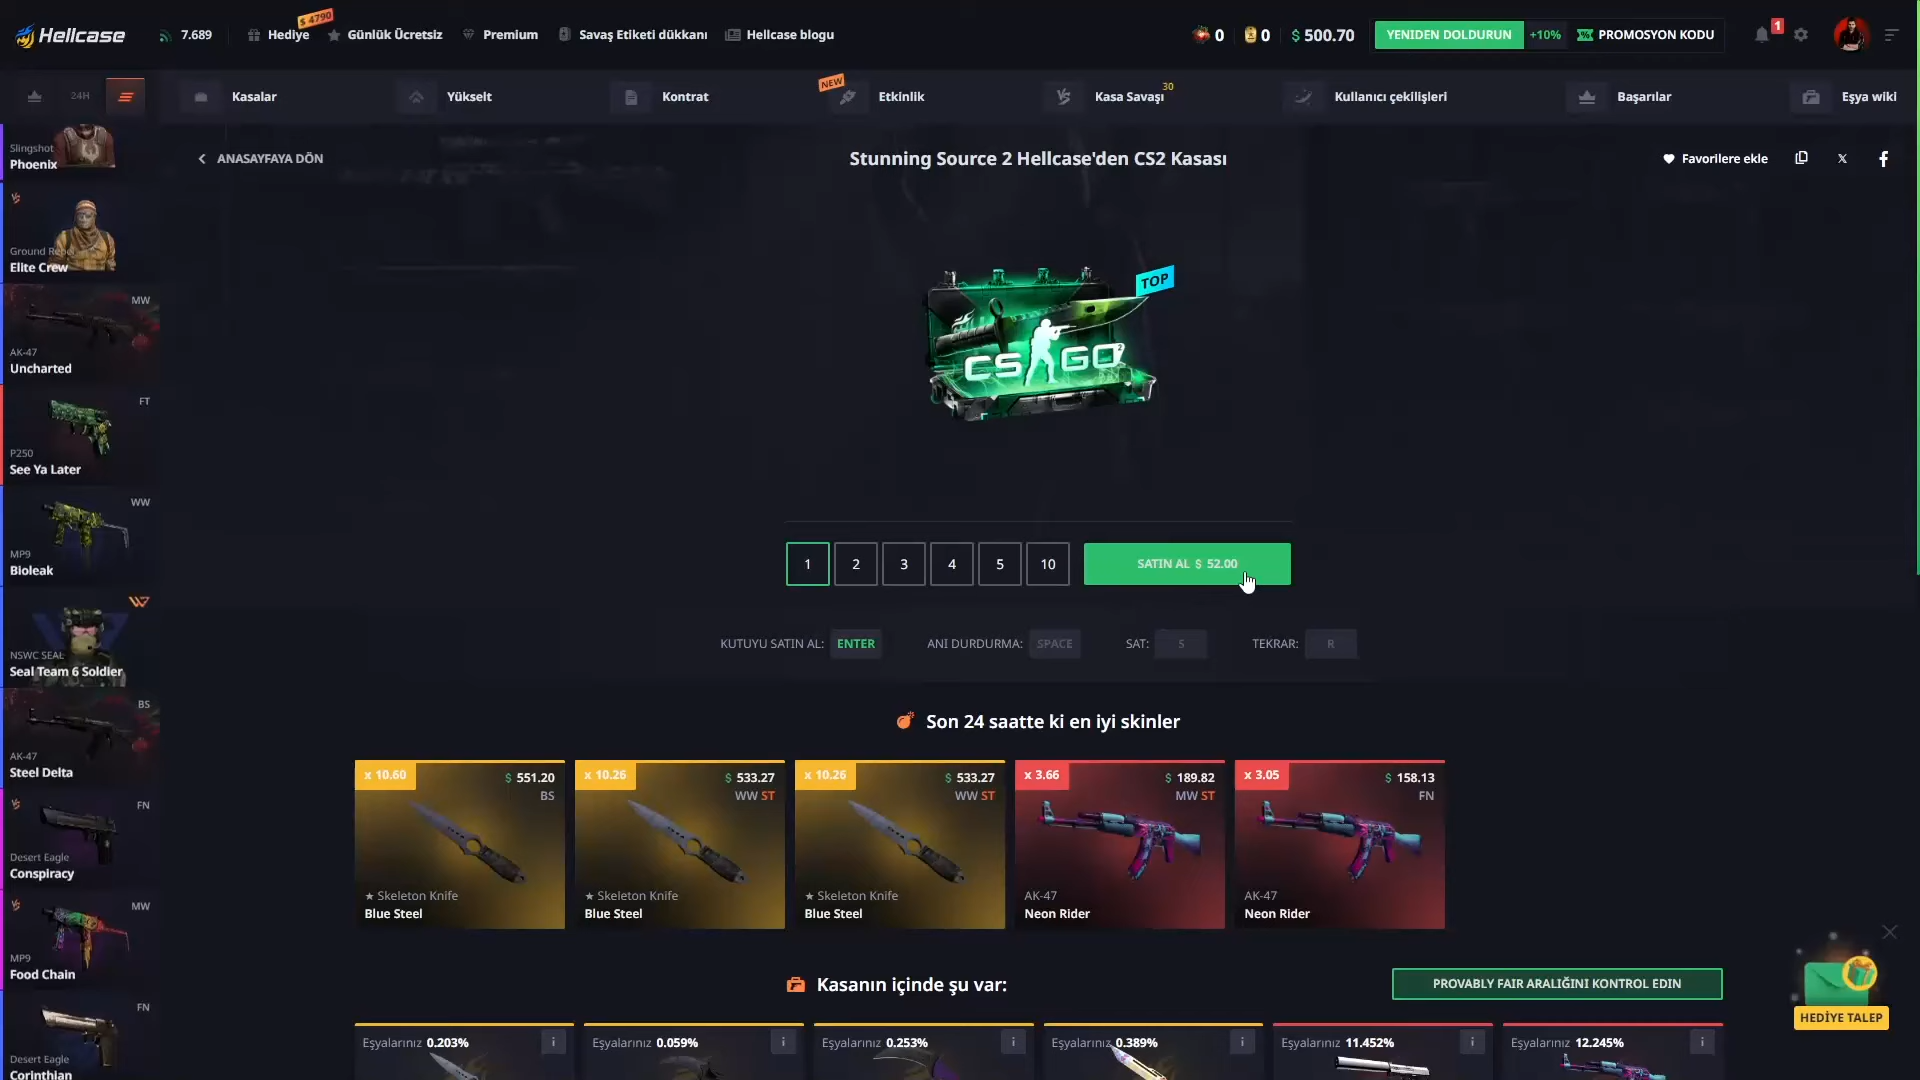 Hellcase
7.689
$ 4790
Hediye
Günlük Ücretsiz
Premium
Savaş Etiketi dükkanı
Hellcase blogu
0
0
$ 500.70
YENIDEN DOLDURUN
+10%
PROMOSYON KODU
1
24H
Kasalar
Yükselt
Kontrat
NEW
Etkinlik
Kasa Savaşı
30
Kullanıcı çekilişleri
Başarılar
Eşya wiki
ANASAYFAYA DÖN
Stunning Source 2 Hellcase'den CS2 Kasası
Favorilere ekle
Slingshot
Phoenix
Elite Crew
MW
AK-47
Uncharted
FT
P250
See Ya Later
WW
MP9
Bioleak
NSWC SEAL
Seal Team 6 Soldier
BS
AK-47
Steel Delta
FN
Desert Eagle
Conspiracy
MW
MP9
Food Chain
FN
Desert Eagle
Corinthian
TOP
CS GO 2
1
2
3
4
5
10
SATIN AL $ 52.00
KUTUYU SATIN AL: ENTER
ANI DURDURMA: SPACE
SAT: S
TEKRAR: R
Son 24 saatte ki en iyi skinler
x 10.60
$ 551.20
BS
★ Skeleton Knife
Blue Steel
x 10.26
$ 533.27
WW ST
★ Skeleton Knife
Blue Steel
x 10.26
$ 533.27
WW ST
★ Skeleton Knife
Blue Steel
x 3.66
$ 189.82
MW ST
AK-47
Neon Rider
x 3.05
$ 158.13
FN
AK-47
Neon Rider
Kasanın içinde şu var:
PROVABLY FAIR ARALIĞINI KONTROL EDIN
Eşyalarınız 0.203%
Eşyalarınız 0.059%
Eşyalarınız 0.253%
Eşyalarınız 0.389%
Eşyalarınız 11.452%
Eşyalarınız 12.245%
HEDİYE TALEP